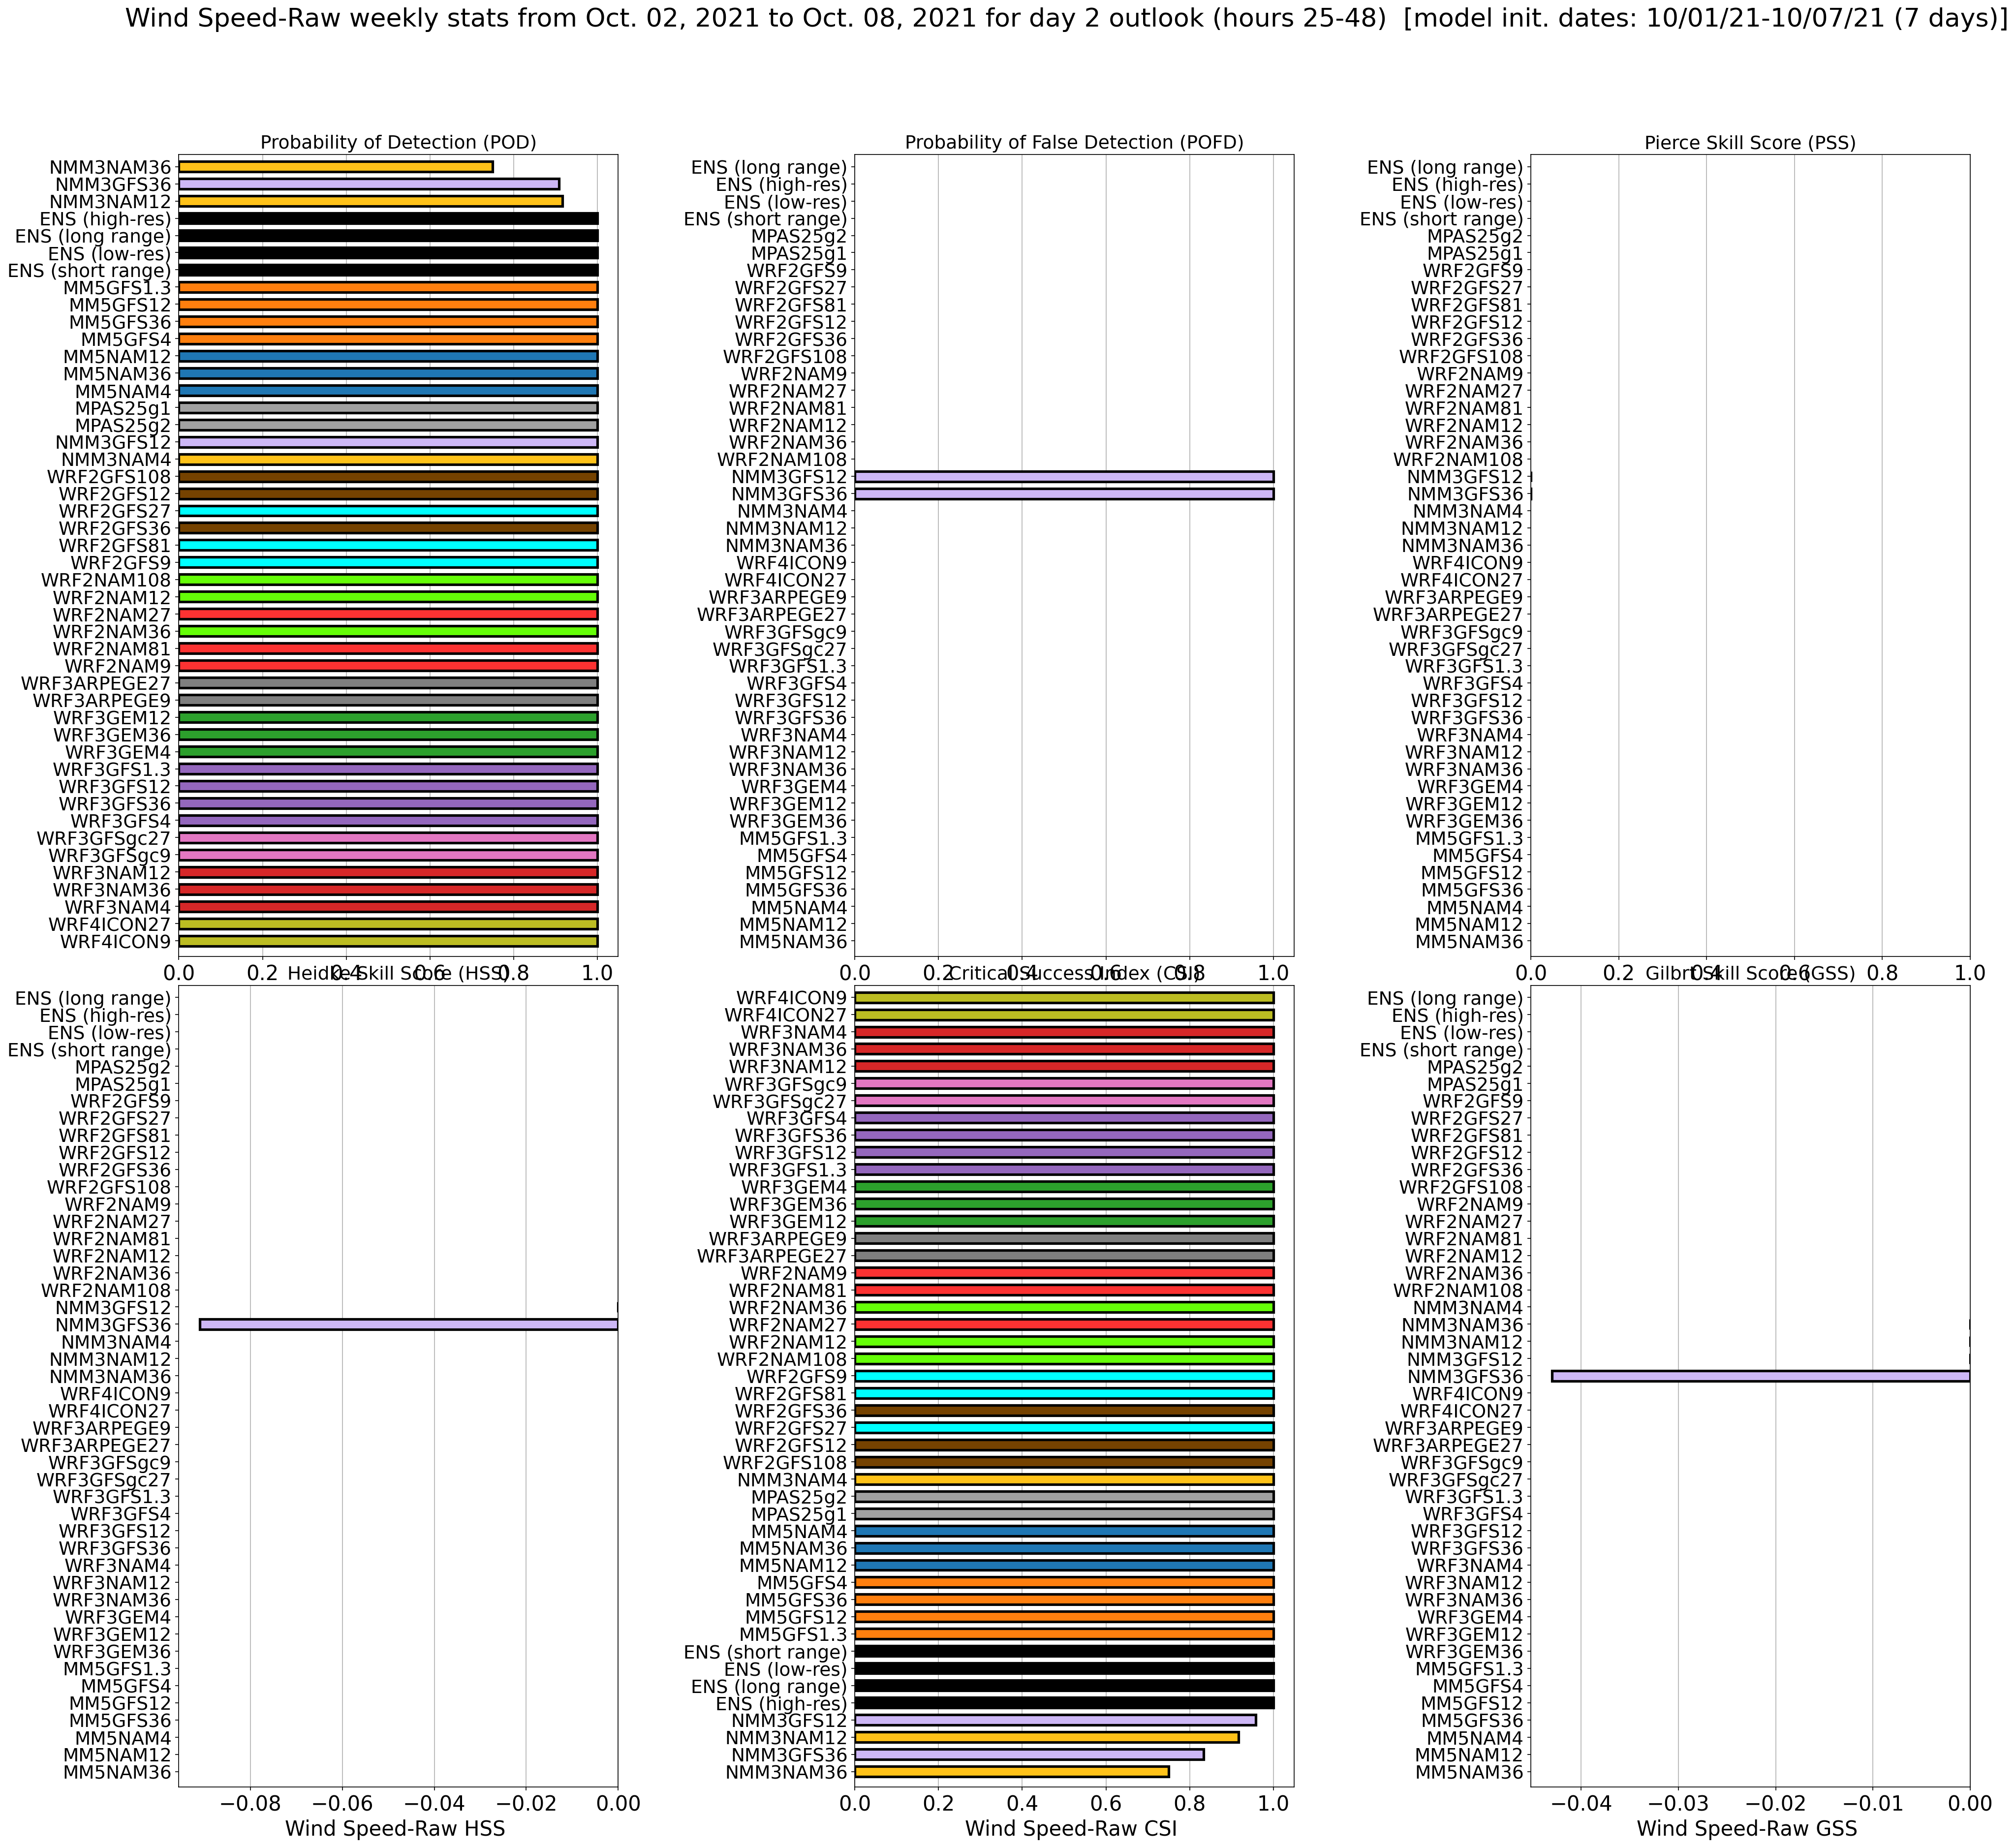 Wind Speed-Raw weekly stats from Oct. 02, 2021 to Oct. 08, 2021 for day 2 outlook (hours 25-48)  [model init. dates: 10/01/21-10/07/21 (7 days)]
Probability of Detection (POD)
NMM3NAM36
NMM3GFS36
NMM3NAM12
ENS (high-res)
ENS (long range)
ENS (low-res)
ENS (short range)
MM5GFS1.3
MM5GFS12
MM5GFS36
MM5GFS4
MM5NAM12
MM5NAM36
MM5NAM4
MPAS25g1
MPAS25g2
NMM3GFS12
NMM3NAM4
WRF2GFS108
WRF2GFS12
WRF2GFS27
WRF2GFS36
WRF2GFS81
WRF2GFS9
WRF2NAM108
WRF2NAM12
WRF2NAM27
WRF2NAM36
WRF2NAM81
WRF2NAM9
WRF3ARPEGE27
WRF3ARPEGE9
WRF3GEM12
WRF3GEM36
WRF3GEM4
WRF3GFS1.3
WRF3GFS12
WRF3GFS36
WRF3GFS4
WRF3GFSgc27
WRF3GFSgc9
WRF3NAM12
WRF3NAM36
WRF3NAM4
WRF4ICON27
WRF4ICON9
0.0 0.2 0.4 0.6 0.8 1.0
Probability of False Detection (POFD)
ENS (long range)
ENS (high-res)
ENS (low-res)
ENS (short range)
MPAS25g2
MPAS25g1
WRF2GFS9
WRF2GFS27
WRF2GFS81
WRF2GFS12
WRF2GFS36
WRF2GFS108
WRF2NAM9
WRF2NAM27
WRF2NAM81
WRF2NAM12
WRF2NAM36
WRF2NAM108
NMM3GFS12
NMM3GFS36
NMM3NAM4
NMM3NAM12
NMM3NAM36
WRF4ICON9
WRF4ICON27
WRF3ARPEGE9
WRF3ARPEGE27
WRF3GFSgc9
WRF3GFSgc27
WRF3GFS1.3
WRF3GFS4
WRF3GFS12
WRF3GFS36
WRF3NAM4
WRF3NAM12
WRF3NAM36
WRF3GEM4
WRF3GEM12
WRF3GEM36
MM5GFS1.3
MM5GFS4
MM5GFS12
MM5GFS36
MM5NAM4
MM5NAM12
MM5NAM36
0.0 0.2 0.4 0.6 0.8 1.0
Pierce Skill Score (PSS)
ENS (long range)
ENS (high-res)
ENS (low-res)
ENS (short range)
MPAS25g2
MPAS25g1
WRF2GFS9
WRF2GFS27
WRF2GFS81
WRF2GFS12
WRF2GFS36
WRF2GFS108
WRF2NAM9
WRF2NAM27
WRF2NAM81
WRF2NAM12
WRF2NAM36
WRF2NAM108
NMM3GFS12
NMM3GFS36
NMM3NAM4
NMM3NAM12
NMM3NAM36
WRF4ICON9
WRF4ICON27
WRF3ARPEGE9
WRF3ARPEGE27
WRF3GFSgc9
WRF3GFSgc27
WRF3GFS1.3
WRF3GFS4
WRF3GFS12
WRF3GFS36
WRF3NAM4
WRF3NAM12
WRF3NAM36
WRF3GEM4
WRF3GEM12
WRF3GEM36
MM5GFS1.3
MM5GFS4
MM5GFS12
MM5GFS36
MM5NAM4
MM5NAM12
MM5NAM36
0.0 0.2 0.4 0.6 0.8 1.0
Heidke Skill Score (HSS)
ENS (long range)
ENS (high-res)
ENS (low-res)
ENS (short range)
MPAS25g2
MPAS25g1
WRF2GFS9
WRF2GFS27
WRF2GFS81
WRF2GFS12
WRF2GFS36
WRF2GFS108
WRF2NAM9
WRF2NAM27
WRF2NAM81
WRF2NAM12
WRF2NAM36
WRF2NAM108
NMM3GFS12
NMM3GFS36
NMM3NAM4
NMM3NAM12
NMM3NAM36
WRF4ICON9
WRF4ICON27
WRF3ARPEGE9
WRF3ARPEGE27
WRF3GFSgc9
WRF3GFSgc27
WRF3GFS1.3
WRF3GFS4
WRF3GFS12
WRF3GFS36
WRF3NAM4
WRF3NAM12
WRF3NAM36
WRF3GEM4
WRF3GEM12
WRF3GEM36
MM5GFS1.3
MM5GFS4
MM5GFS12
MM5GFS36
MM5NAM4
MM5NAM12
MM5NAM36
−0.08 −0.06 −0.04 −0.02 0.00
Wind Speed-Raw HSS
Critical Success Index (CSI)
WRF4ICON9
WRF4ICON27
WRF3NAM4
WRF3NAM36
WRF3NAM12
WRF3GFSgc9
WRF3GFSgc27
WRF3GFS4
WRF3GFS36
WRF3GFS12
WRF3GFS1.3
WRF3GEM4
WRF3GEM36
WRF3GEM12
WRF3ARPEGE9
WRF3ARPEGE27
WRF2NAM9
WRF2NAM81
WRF2NAM36
WRF2NAM27
WRF2NAM12
WRF2NAM108
WRF2GFS9
WRF2GFS81
WRF2GFS36
WRF2GFS27
WRF2GFS12
WRF2GFS108
NMM3NAM4
MPAS25g2
MPAS25g1
MM5NAM4
MM5NAM36
MM5NAM12
MM5GFS4
MM5GFS36
MM5GFS12
MM5GFS1.3
ENS (short range)
ENS (low-res)
ENS (long range)
ENS (high-res)
NMM3GFS12
NMM3NAM12
NMM3GFS36
NMM3NAM36
0.0 0.2 0.4 0.6 0.8 1.0
Wind Speed-Raw CSI
Gilbrt Skill Score (GSS)
ENS (long range)
ENS (high-res)
ENS (low-res)
ENS (short range)
MPAS25g2
MPAS25g1
WRF2GFS9
WRF2GFS27
WRF2GFS81
WRF2GFS12
WRF2GFS36
WRF2GFS108
WRF2NAM9
WRF2NAM27
WRF2NAM81
WRF2NAM12
WRF2NAM36
WRF2NAM108
NMM3NAM4
NMM3NAM36
NMM3NAM12
NMM3GFS12
NMM3GFS36
WRF4ICON9
WRF4ICON27
WRF3ARPEGE9
WRF3ARPEGE27
WRF3GFSgc9
WRF3GFSgc27
WRF3GFS1.3
WRF3GFS4
WRF3GFS12
WRF3GFS36
WRF3NAM4
WRF3NAM12
WRF3NAM36
WRF3GEM4
WRF3GEM12
WRF3GEM36
MM5GFS1.3
MM5GFS4
MM5GFS12
MM5GFS36
MM5NAM4
MM5NAM12
MM5NAM36
−0.04 −0.03 −0.02 −0.01 0.00
Wind Speed-Raw GSS